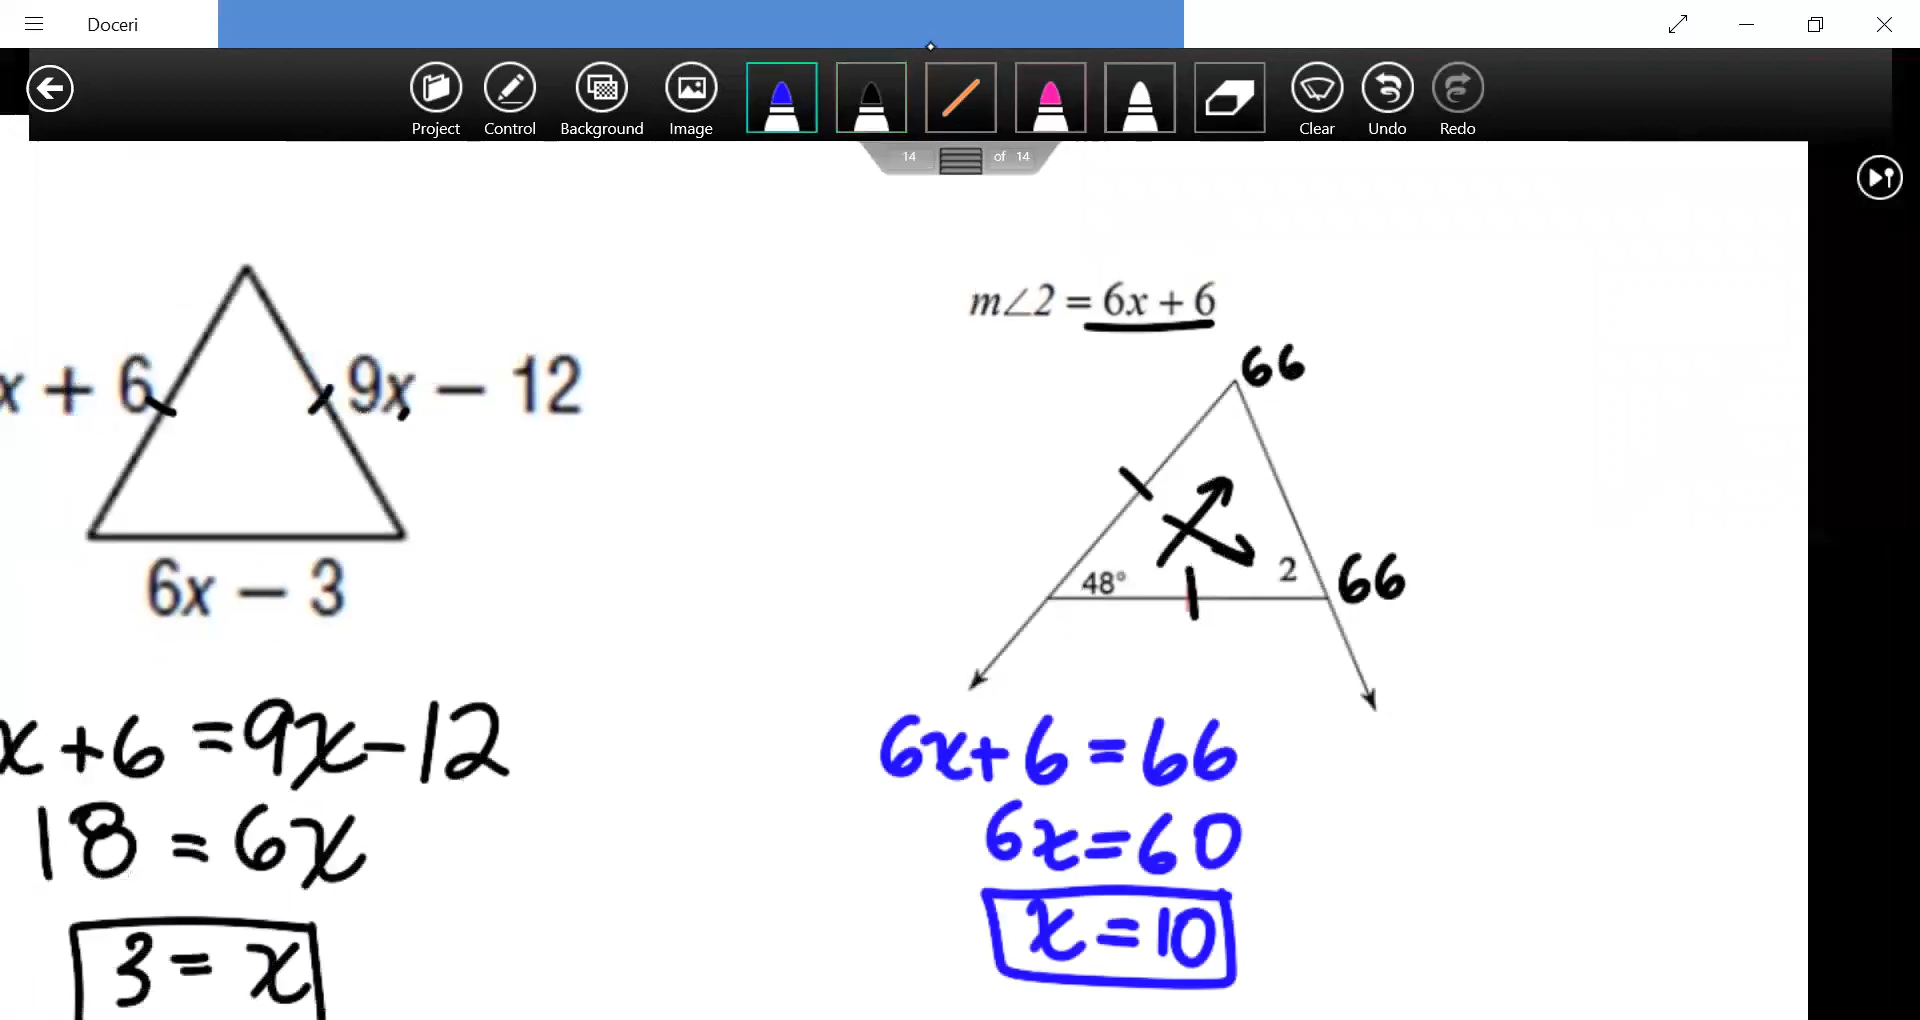 Doceri
Project Control Background Image Clear Undo Redo
14 of 14
x + 6
9x − 12
6x − 3
x + 6 = 9x − 12
18 = 6x
3 = x
m∠2 = 6x + 6
66
48°
2
66
6x + 6 = 66
6x = 60
x = 10